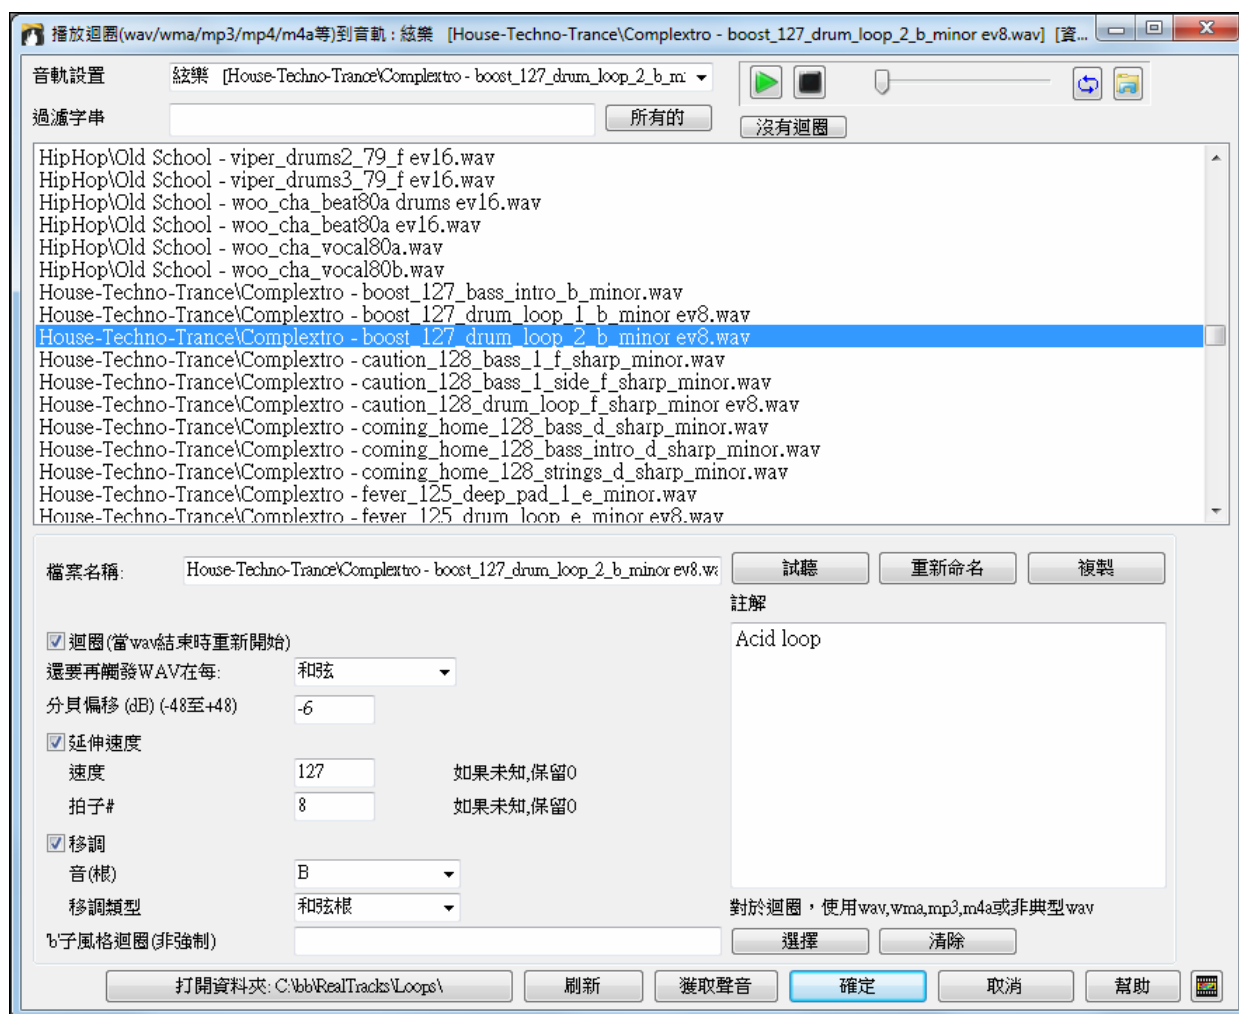 播放迴圈(wav/wma/mp3/mp4/m4a等)到音軌 : 絃樂 [House-Techno-Trance\Complextro - boost_127_drum_loop_2_b_minor ev8.wav] [資...
音軌設置 絃樂 [House-Techno-Trance\Complextro - boost_127_drum_loop_2_b_m:
過濾字串 所有的 沒有迴圈
HipHop\Old School - viper_drums2_79_f ev16.wav
HipHop\Old School - viper_drums3_79_f ev16.wav
HipHop\Old School - woo_cha_beat80a drums ev16.wav
HipHop\Old School - woo_cha_beat80a ev16.wav
HipHop\Old School - woo_cha_vocal80a.wav
HipHop\Old School - woo_cha_vocal80b.wav
House-Techno-Trance\Complextro - boost_127_bass_intro_b_minor.wav
House-Techno-Trance\Complextro - boost_127_drum_loop_1_b_minor ev8.wav
House-Techno-Trance\Complextro - boost_127_drum_loop_2_b_minor ev8.wav
House-Techno-Trance\Complextro - caution_128_bass_1_f_sharp_minor.wav
House-Techno-Trance\Complextro - caution_128_bass_1_side_f_sharp_minor.wav
House-Techno-Trance\Complextro - caution_128_drum_loop_f_sharp_minor ev8.wav
House-Techno-Trance\Complextro - coming_home_128_bass_d_sharp_minor.wav
House-Techno-Trance\Complextro - coming_home_128_bass_intro_d_sharp_minor.wav
House-Techno-Trance\Complextro - coming_home_128_strings_d_sharp_minor.wav
House-Techno-Trance\Complextro - fever_125_deep_pad_1_e_minor.wav
House-Techno-Trance\Complextro - fever_125_drum_loop_e_minor ev8.wav
檔案名稱: House-Techno-Trance\Complextro - boost_127_drum_loop_2_b_minor ev8.wa 試聽 重新命名 複製
註解
Acid loop
迴圈(當wav結束時重新開始)
還要再觸發WAV在每: 和弦
分貝偏移 (dB) (-48至+48) -6
延伸速度
速度 127 如果未知,保留0
拍子# 8 如果未知,保留0
移調
音(根) B
移調類型 和弦根
對於迴圈，使用wav,wma,mp3,m4a或非典型wav
'b'子風格迴圈(非強制) 選擇 清除
打開資料夾: C:\bb\RealTracks\Loops\ 刷新 獲取聲音 確定 取消 幫助